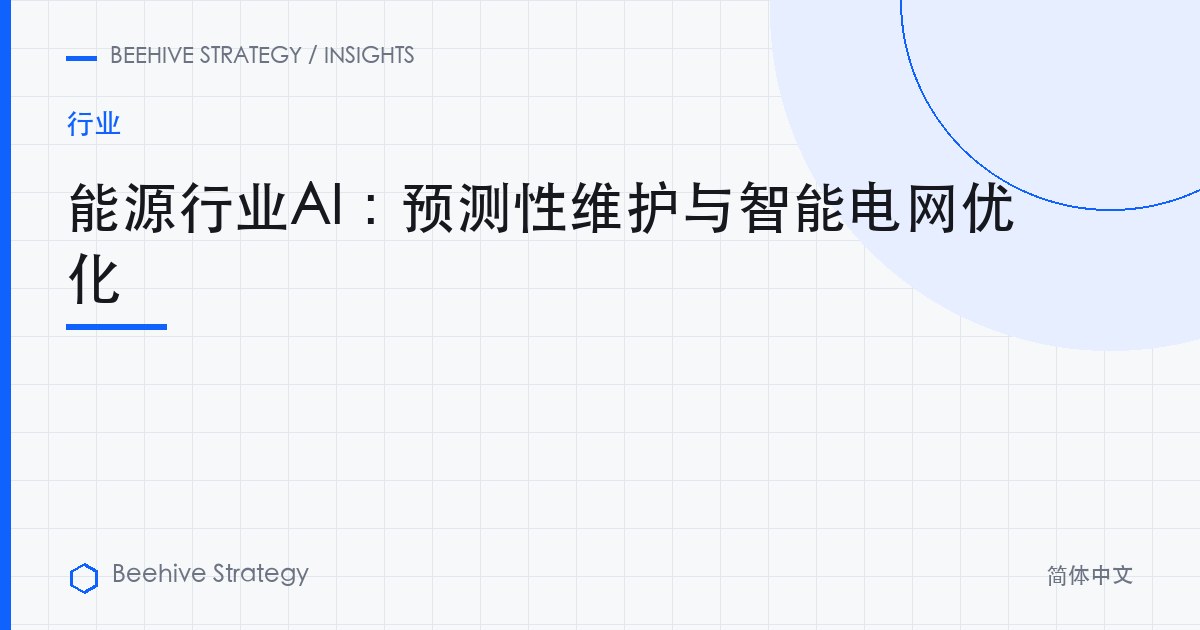 BEEHIVE STRATEGY / INSIGHTS
行业
能源行业AI：预测性维护与智能电网优
化
Beehive Strategy
简体中文